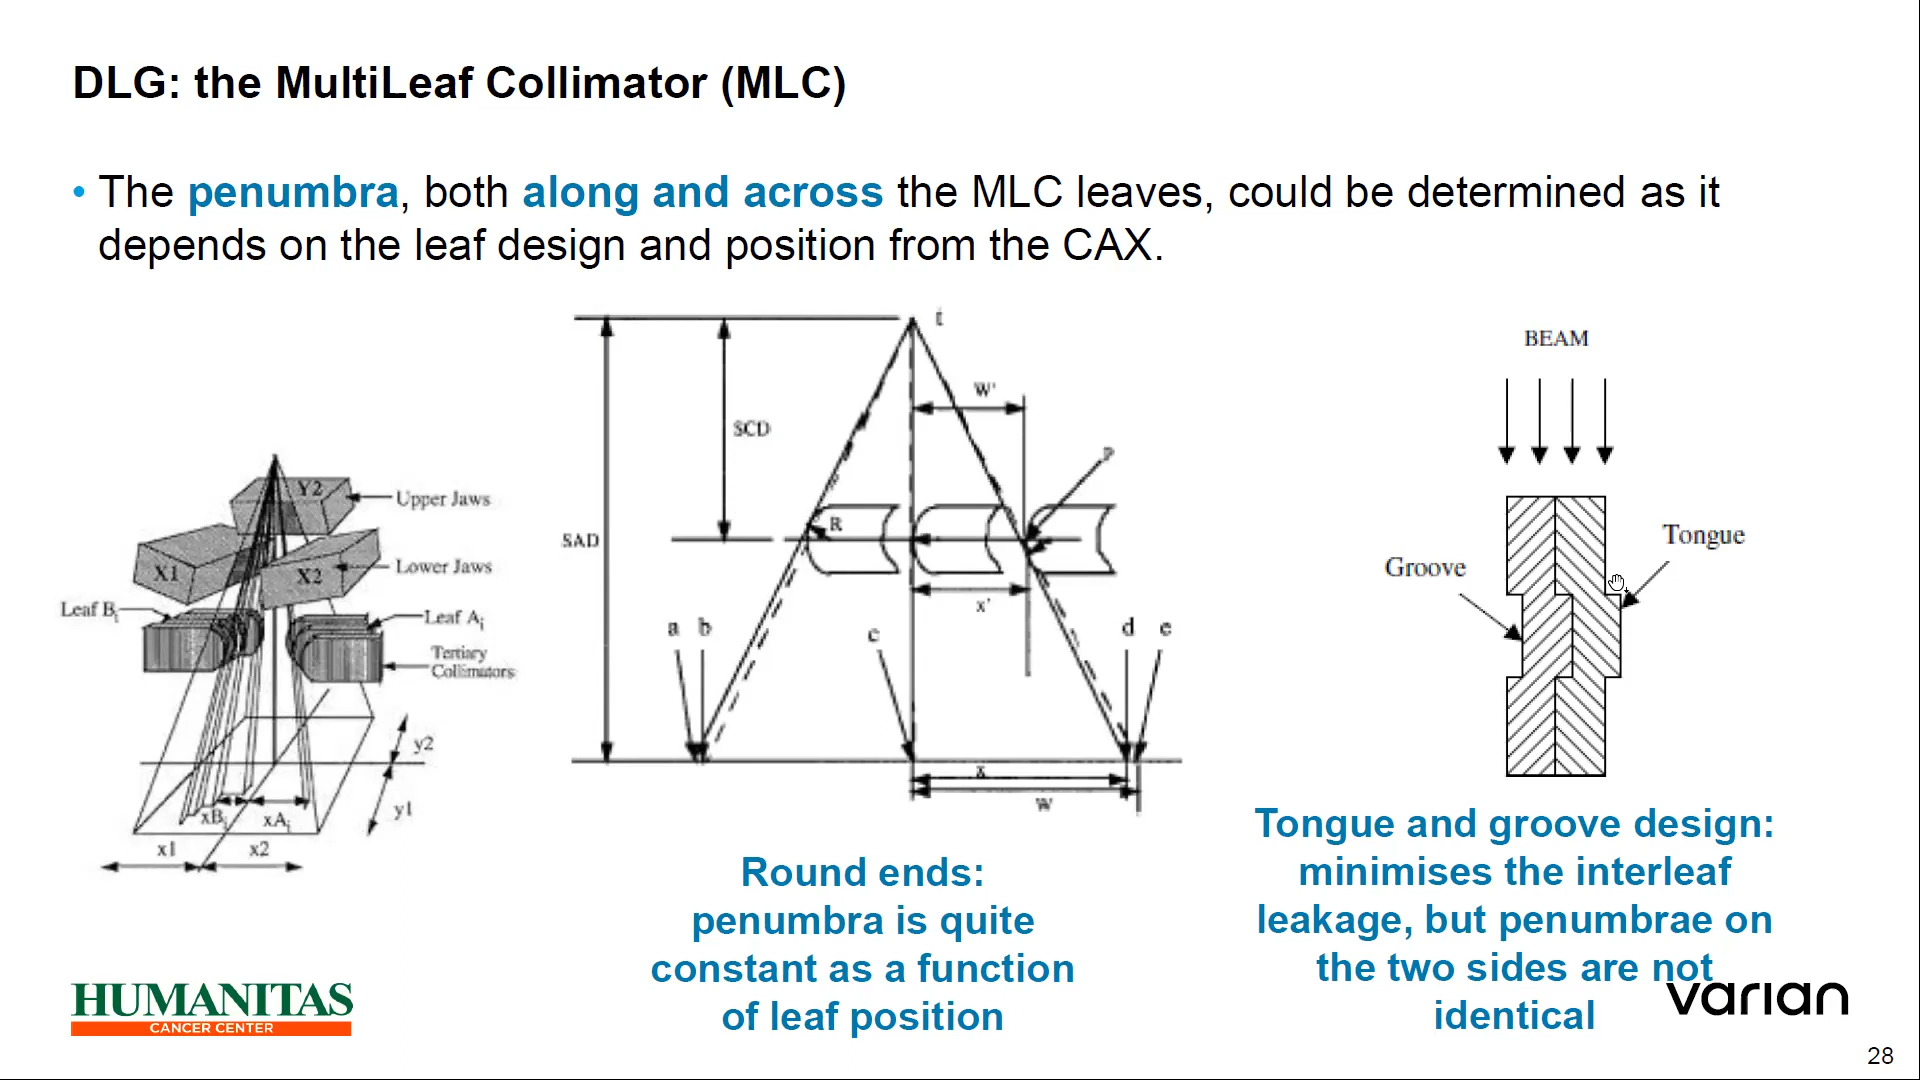 DLG: the MultiLeaf Collimator (MLC)
• The penumbra, both along and across the MLC leaves, could be determined as it
depends on the leaf design and position from the CAX.
Y2
Upper Jaws
X1
X2
Lower Jaws
Leaf Bi
Leaf Ai
Tertiary
Collimators
y2
y1
xBi
xAi
x1
x2
t
W'
SCD
P
R
SAD
x'
a
b
c
d
e
x
w
Round ends:
penumbra is quite
constant as a function
of leaf position
BEAM
Tongue
Groove
Tongue and groove design:
minimises the interleaf
leakage, but penumbrae on
the two sides are not
identical
HUMANITAS
CANCER CENTER
varian
28